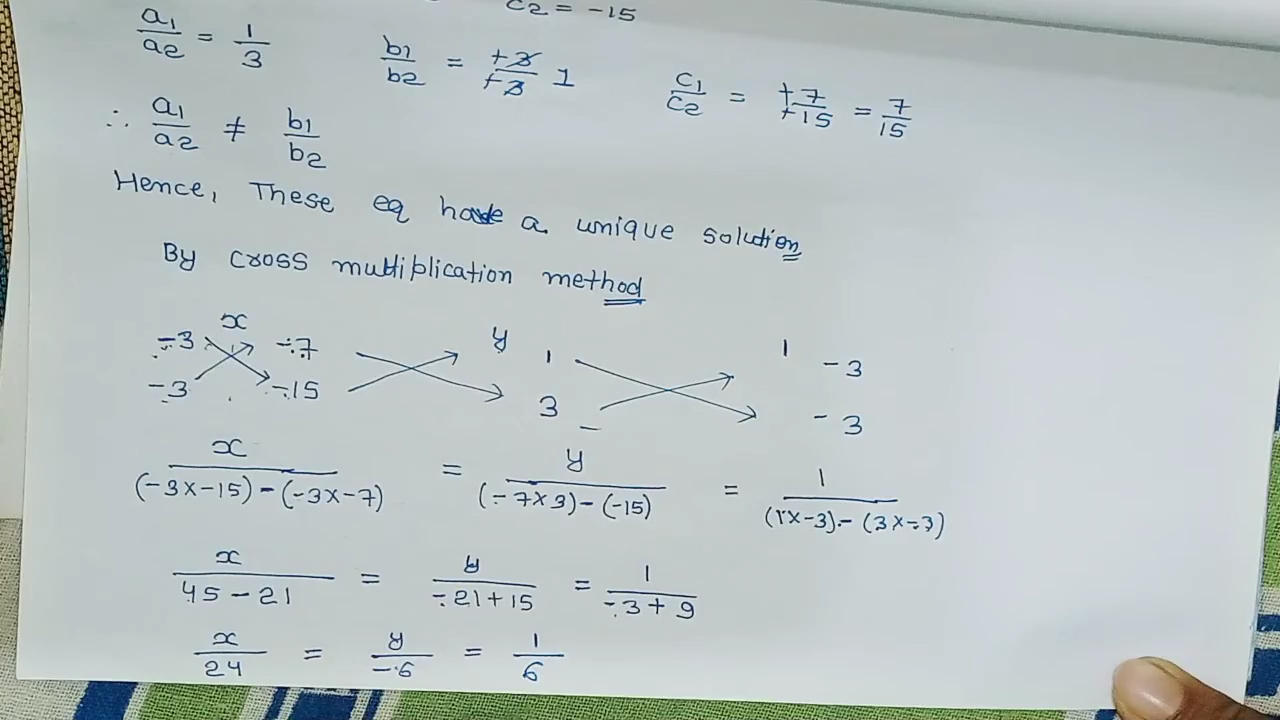 c₂ = -15
a₁/a₂ = 1/3 b₁/b₂ = +3/+3 1 c₁/c₂ = +7/+15 = 7/15
∴ a₁/a₂ ≠ b₁/b₂
Hence, These eq have a unique solution
By cross multiplication method
x y 1
-3 -7 1 -3
-3 -15 3 -3
x/((-3x-15)-(-3x-7)) = y/((-7x3)-(-15)) = 1/((1x-3)-(3x-3))
x/(45-21) = y/(-21+15) = 1/(-3+9)
x/24 = y/-6 = 1/6